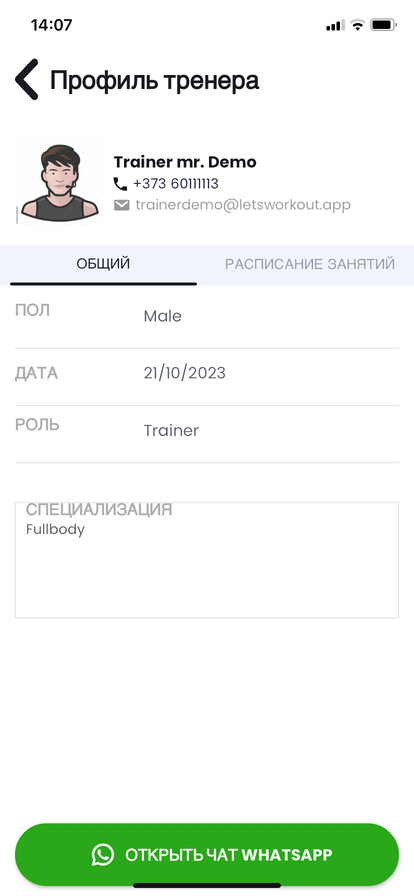 14:07
Профиль тренера
Trainer mr. Demo
+373 60111113
trainerdemo@letsworkout.app
ОБЩИЙ
РАСПИСАНИЕ ЗАНЯТИЙ
ПОЛ
Male
ДАТА
21/10/2023
РОЛЬ
Trainer
СПЕЦИАЛИЗАЦИЯ
Fullbody
ОТКРЫТЬ ЧАТ WHATSAPP